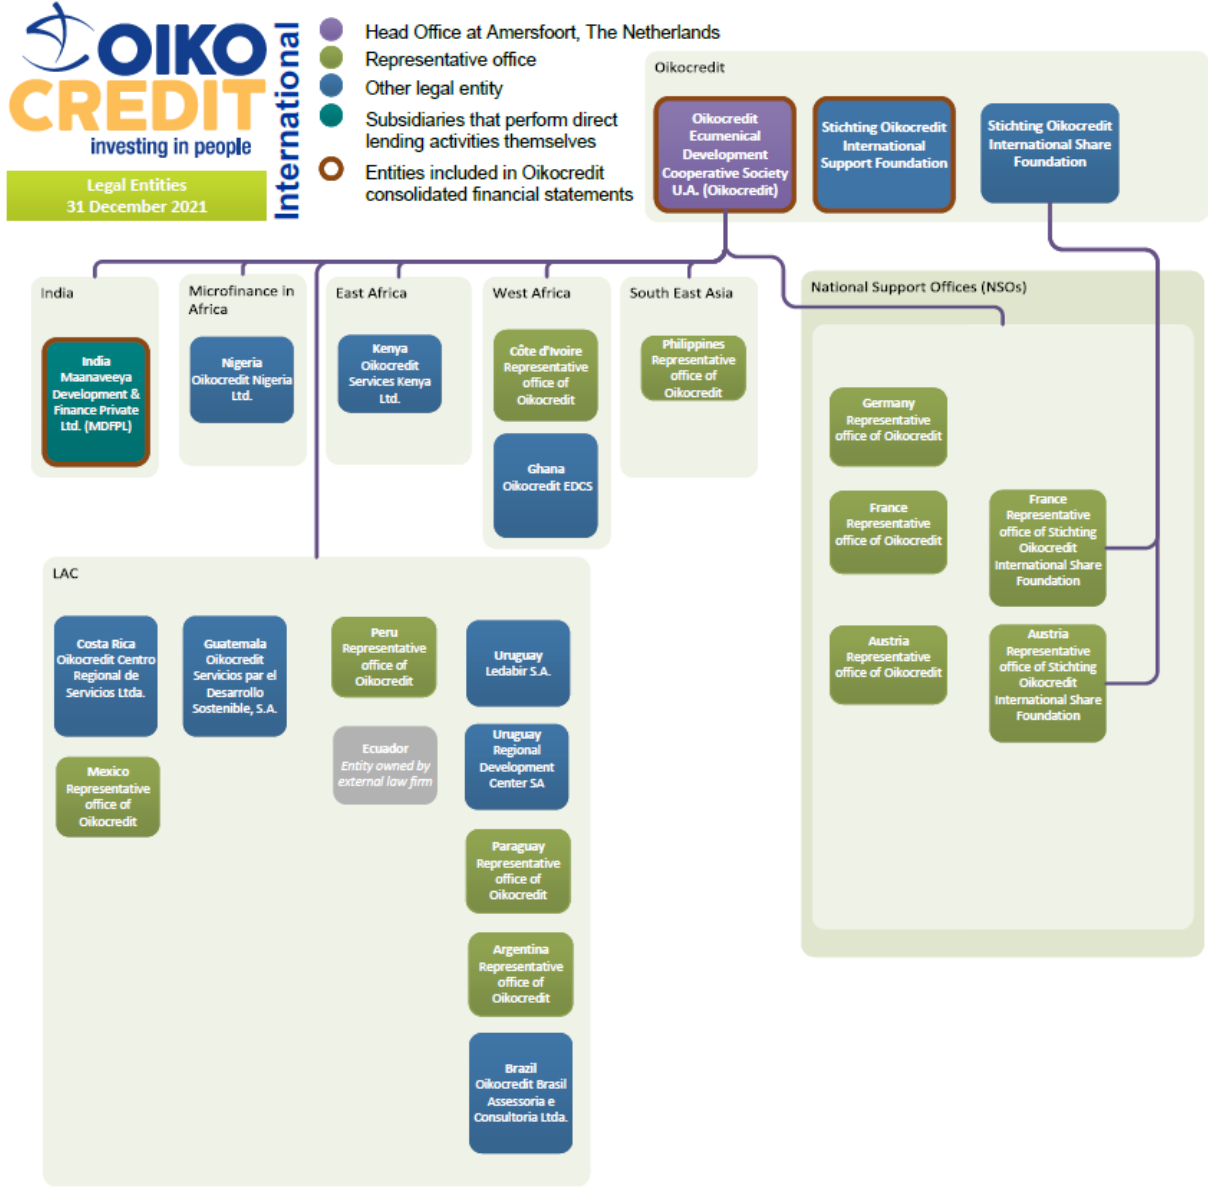 OIKO
CREDIT
investing in people
International
Legal Entities
31 December 2021
Head Office at Amersfoort, The Netherlands
Representative office
Other legal entity
Subsidiaries that perform direct
lending activities themselves
Entities included in Oikocredit
consolidated financial statements
Oikocredit
Oikocredit
Ecumenical
Development
Cooperative Society
U.A. (Oikocredit)
Stichting Oikocredit
International
Support Foundation
Stichting Oikocredit
International Share
Foundation
India
India
Maanaveeya
Development &
Finance Private
Ltd. (MDFPL)
Microfinance in
Africa
Nigeria
Oikocredit Nigeria
Ltd.
East Africa
Kenya
Oikocredit
Services Kenya
Ltd.
West Africa
Côte d'Ivoire
Representative
office of
Oikocredit
Ghana
Oikocredit EDCS
South East Asia
Philippines
Representative
office of
Oikocredit
National Support Offices (NSOs)
Germany
Representative
office of Oikocredit
France
Representative
office of Oikocredit
France
Representative
office of Stichting
Oikocredit
International Share
Foundation
Austria
Representative
office of Oikocredit
Austria
Representative
office of Stichting
Oikocredit
International Share
Foundation
LAC
Costa Rica
Oikocredit Centro
Regional de
Servicios Ltda.
Guatemala
Oikocredit
Servicios par el
Desarrollo
Sostenible, S.A.
Peru
Representative
office of
Oikocredit
Uruguay
Ledabir S.A.
Mexico
Representative
office of
Oikocredit
Ecuador
Entity owned by
external law firm
Uruguay
Regional
Development
Center SA
Paraguay
Representative
office of
Oikocredit
Argentina
Representative
office of
Oikocredit
Brazil
Oikocredit Brasil
Assessoria e
Consultoria Ltda.